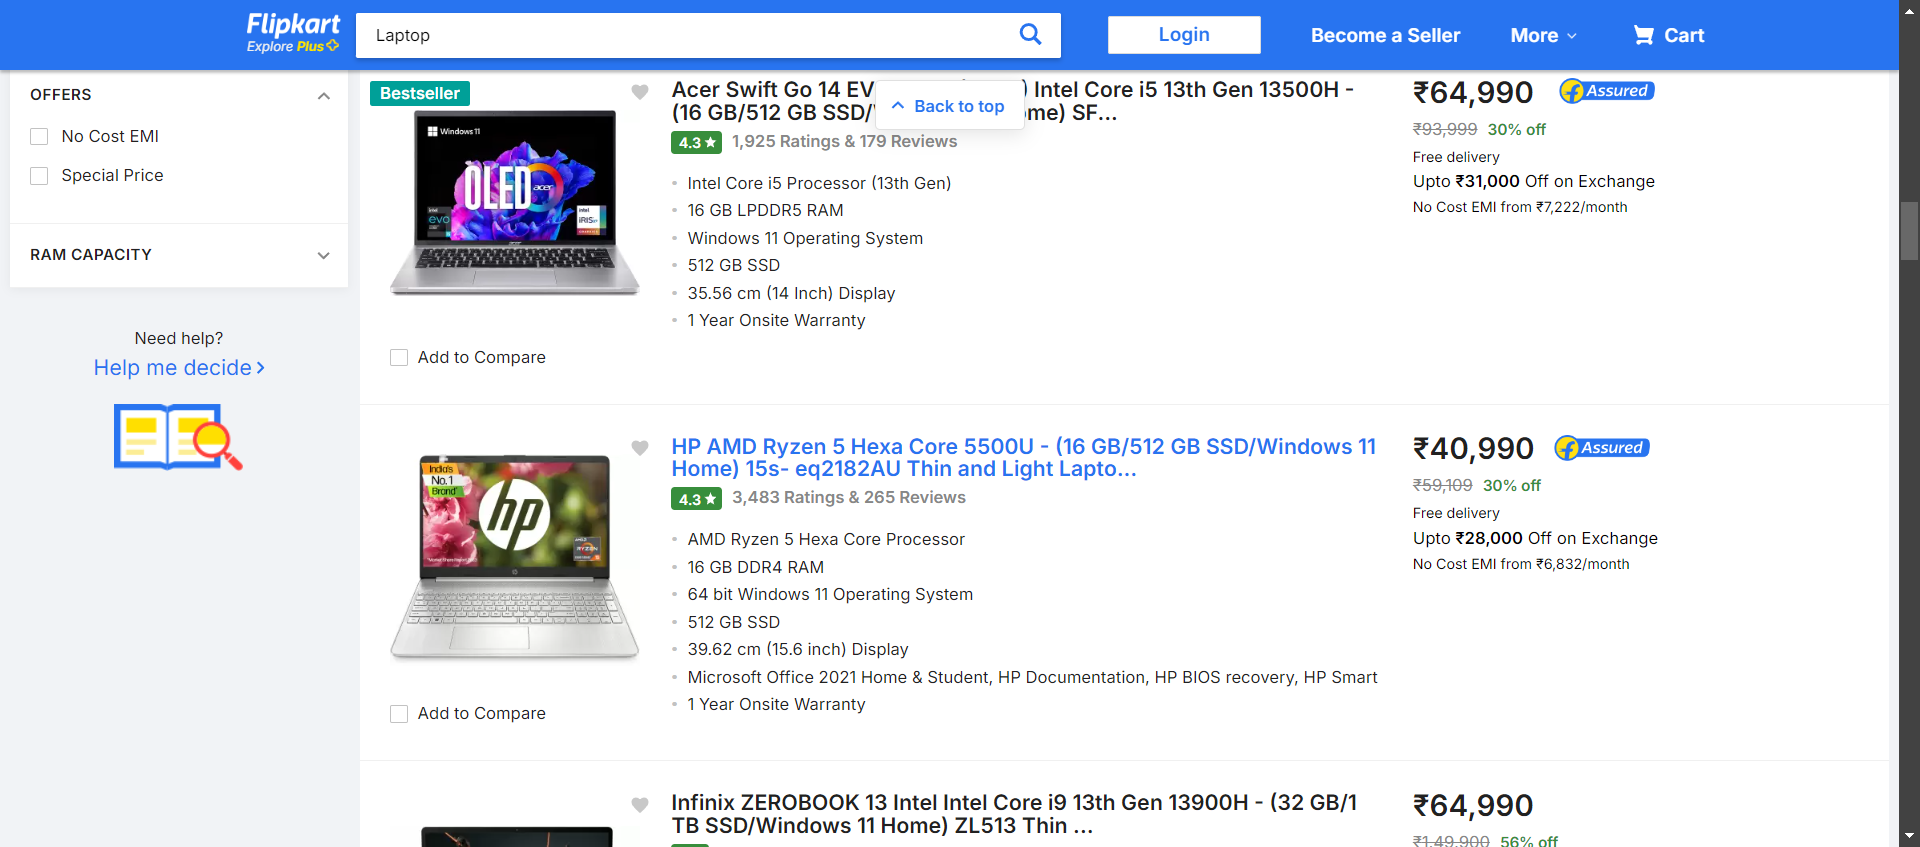 Flipkart
Explore Plus
Laptop
Login
Become a Seller
More
Cart
OFFERS
No Cost EMI
Special Price
RAM CAPACITY
Need help?
Help me decide
Bestseller
Windows 11
OLED
acer
intel
evo
intel
iRIS
acer
Add to Compare
Acer Swift Go 14 EV ) Intel Core i5 13th Gen 13500H -
(16 GB/512 GB SSD/ me) SF...
Back to top
4.3★ 1,925 Ratings & 179 Reviews
Intel Core i5 Processor (13th Gen)
16 GB LPDDR5 RAM
Windows 11 Operating System
512 GB SSD
35.56 cm (14 Inch) Display
1 Year Onsite Warranty
₹64,990
Assured
₹93,999 30% off
Free delivery
Upto ₹31,000 Off on Exchange
No Cost EMI from ₹7,222/month
India's
No.1
Brand*
hp
RYZEN
Add to Compare
HP AMD Ryzen 5 Hexa Core 5500U - (16 GB/512 GB SSD/Windows 11
Home) 15s- eq2182AU Thin and Light Lapto...
4.3★ 3,483 Ratings & 265 Reviews
AMD Ryzen 5 Hexa Core Processor
16 GB DDR4 RAM
64 bit Windows 11 Operating System
512 GB SSD
39.62 cm (15.6 inch) Display
Microsoft Office 2021 Home & Student, HP Documentation, HP BIOS recovery, HP Smart
1 Year Onsite Warranty
₹40,990
Assured
₹59,109 30% off
Free delivery
Upto ₹28,000 Off on Exchange
No Cost EMI from ₹6,832/month
Infinix ZEROBOOK 13 Intel Intel Core i9 13th Gen 13900H - (32 GB/1
TB SSD/Windows 11 Home) ZL513 Thin ...
₹64,990
₹1,49,900 56% off